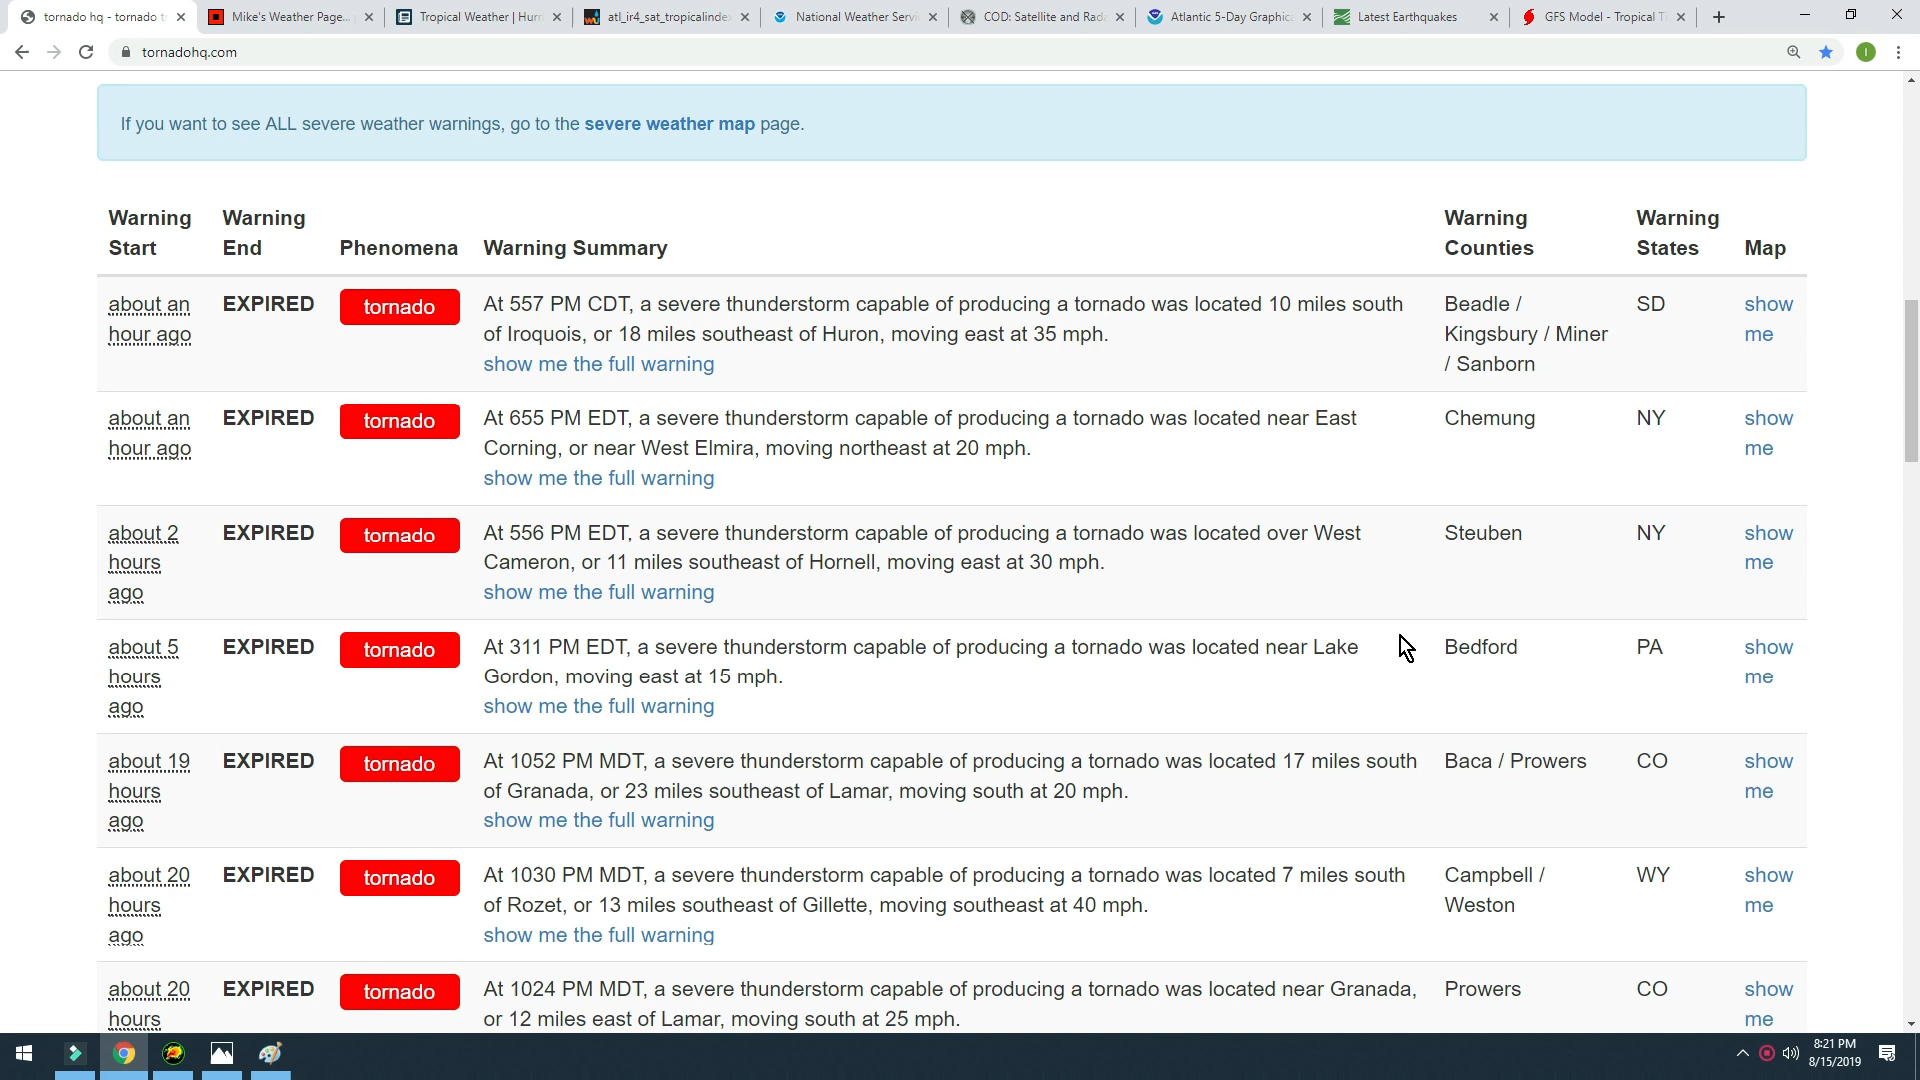 tornado hq - tornado t
Mike's Weather Page...
Tropical Weather | Hurr
atl_ir4_sat_tropicalindex
National Weather Servi
COD: Satellite and Rada
Atlantic 5-Day Graphica
Latest Earthquakes
GFS Model - Tropical T
tornadohq.com
I
If you want to see ALL severe weather warnings, go to the severe weather map page.
Warning Start
Warning End
Phenomena
Warning Summary
Warning Counties
Warning States
Map
about an hour ago
EXPIRED
tornado
At 557 PM CDT, a severe thunderstorm capable of producing a tornado was located 10 miles south
of Iroquois, or 18 miles southeast of Huron, moving east at 35 mph.
show me the full warning
Beadle /
Kingsbury / Miner
/ Sanborn
SD
show me
about an hour ago
EXPIRED
tornado
At 655 PM EDT, a severe thunderstorm capable of producing a tornado was located near East
Corning, or near West Elmira, moving northeast at 20 mph.
show me the full warning
Chemung
NY
show me
about 2 hours ago
EXPIRED
tornado
At 556 PM EDT, a severe thunderstorm capable of producing a tornado was located over West
Cameron, or 11 miles southeast of Hornell, moving east at 30 mph.
show me the full warning
Steuben
NY
show me
about 5 hours ago
EXPIRED
tornado
At 311 PM EDT, a severe thunderstorm capable of producing a tornado was located near Lake
Gordon, moving east at 15 mph.
show me the full warning
Bedford
PA
show me
about 19 hours ago
EXPIRED
tornado
At 1052 PM MDT, a severe thunderstorm capable of producing a tornado was located 17 miles south
of Granada, or 23 miles southeast of Lamar, moving south at 20 mph.
show me the full warning
Baca / Prowers
CO
show me
about 20 hours ago
EXPIRED
tornado
At 1030 PM MDT, a severe thunderstorm capable of producing a tornado was located 7 miles south
of Rozet, or 13 miles southeast of Gillette, moving southeast at 40 mph.
show me the full warning
Campbell /
Weston
WY
show me
about 20 hours
EXPIRED
tornado
At 1024 PM MDT, a severe thunderstorm capable of producing a tornado was located near Granada,
or 12 miles east of Lamar, moving south at 25 mph.
Prowers
CO
show me
8:21 PM
8/15/2019